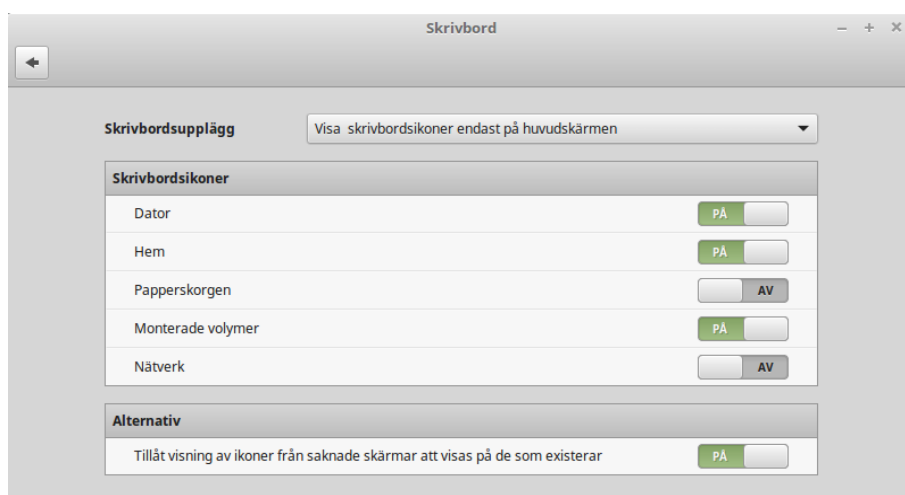 Skrivbord
Skrivbordsupplägg
Visa  skrivbordsikoner endast på huvudskärmen
Skrivbordsikoner
Dator PÅ
Hem PÅ
Papperskorgen AV
Monterade volymer PÅ
Nätverk AV
Alternativ
Tillåt visning av ikoner från saknade skärmar att visas på de som existerar PÅ